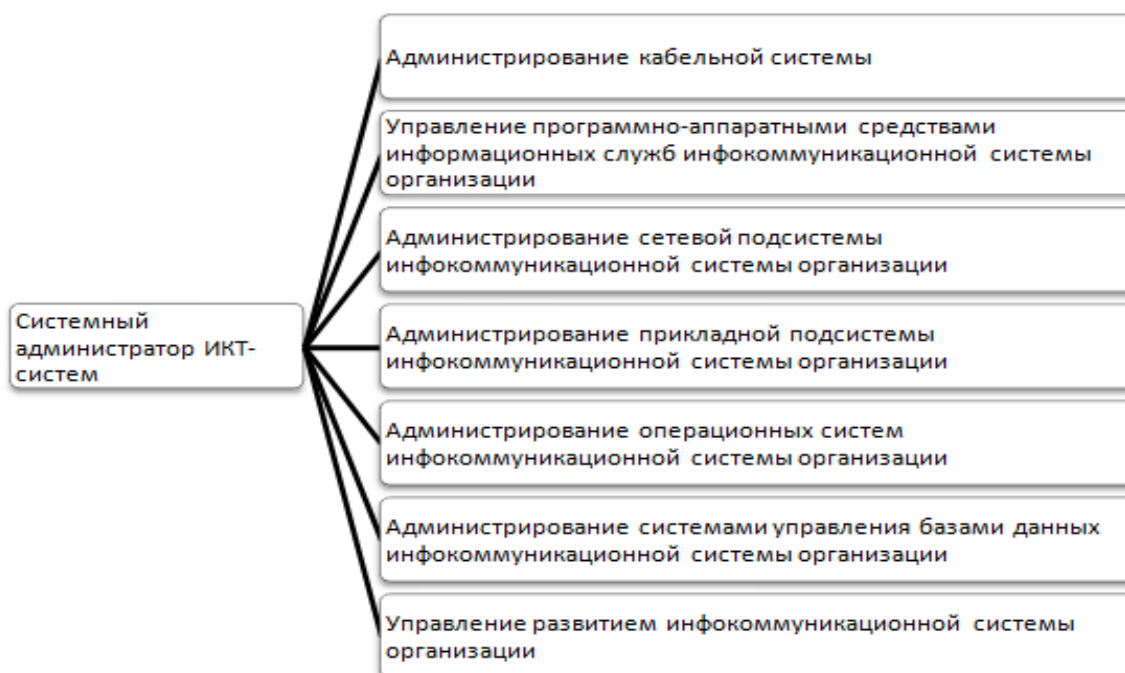 Системный
администратор ИКТ-
систем
Администрирование кабельной системы
Управление программно-аппаратными средствами
информационных служб инфокоммуникационной системы
организации
Администрирование сетевой подсистемы
инфокоммуникационной системы организации
Администрирование прикладной подсистемы
инфокоммуникационной системы организации
Администрирование операционных систем
инфокоммуникационной системы организации
Администрирование системами управления базами данных
инфокоммуникационной системы организации
Управление развитием инфокоммуникационной системы
организации